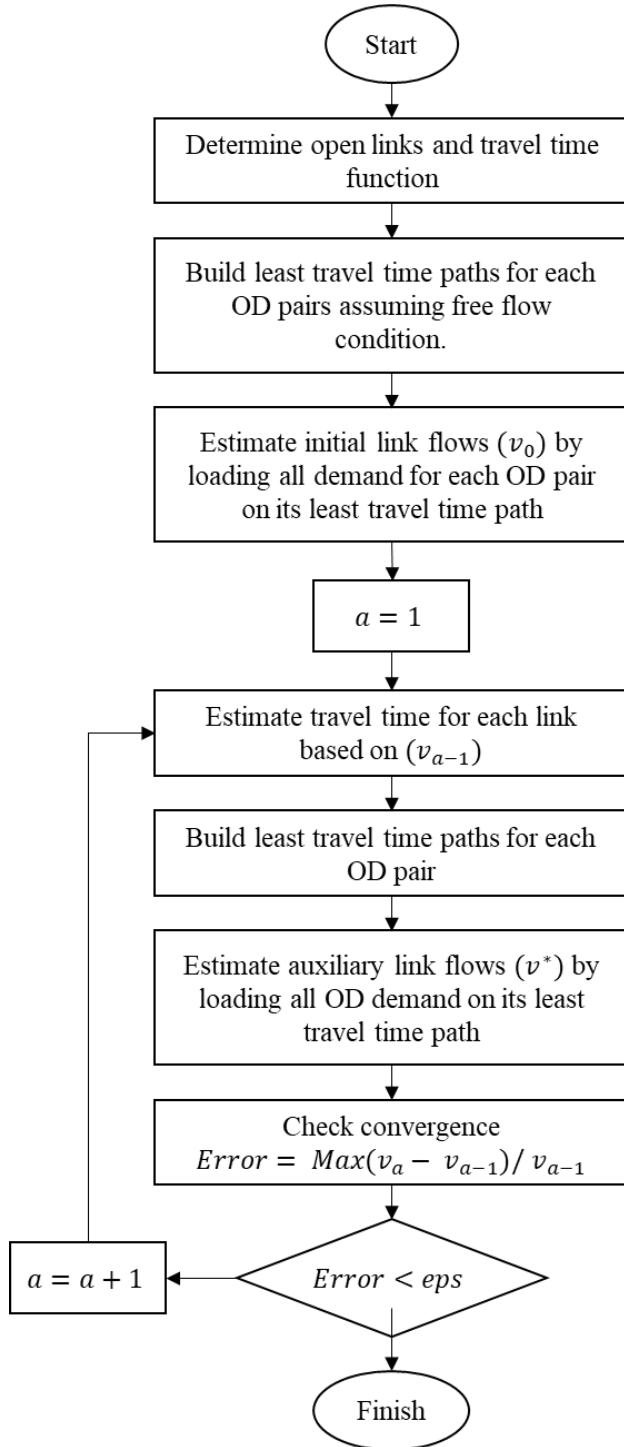 Start
Determine open links and travel time
function
Build least travel time paths for each
OD pairs assuming free flow
condition.
Estimate initial link flows (v₀) by
loading all demand for each OD pair
on its least travel time path
a = 1
Estimate travel time for each link
based on (vₐ₋₁)
Build least travel time paths for each
OD pair
Estimate auxiliary link flows (v*) by
loading all OD demand on its least
travel time path
Check convergence
Error = Max(vₐ − vₐ₋₁)/ vₐ₋₁
a = a + 1
Error < eps
Finish